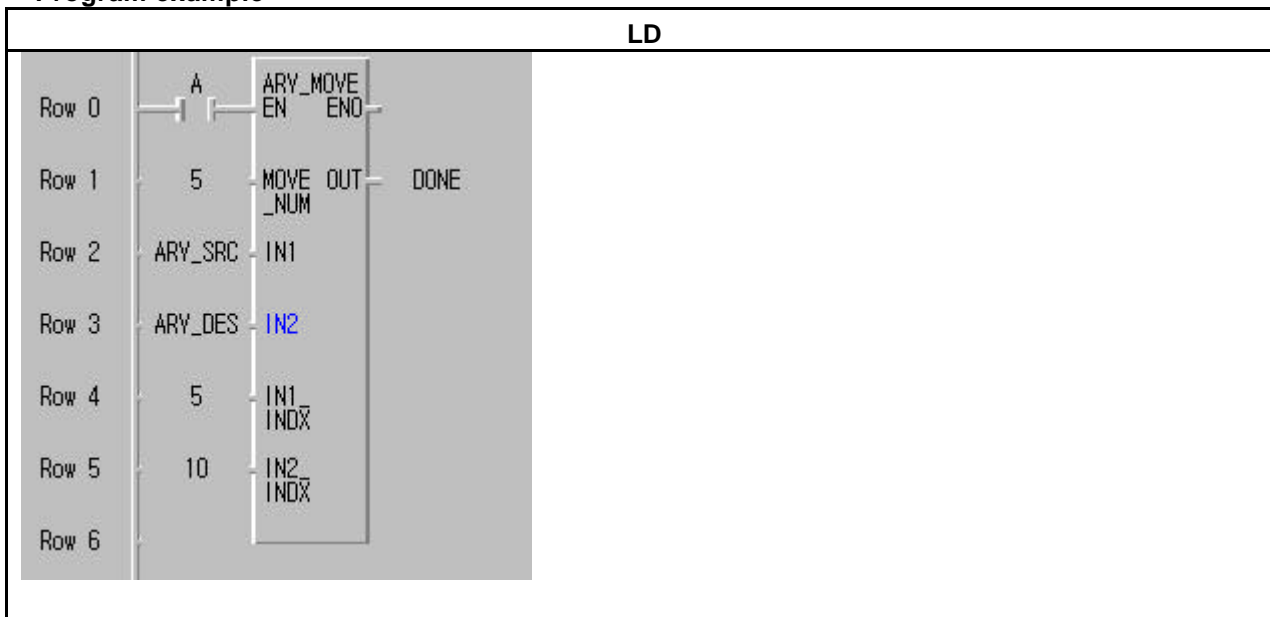 Program example
LD
A ARY_MOVE
Row 0 EN ENO
Row 1 5 MOVE OUT DONE
_NUM
Row 2 ARY_SRC IN1
Row 3 ARY_DES IN2
Row 4 5 IN1_
INDX
Row 5 10 IN2_
INDX
Row 6